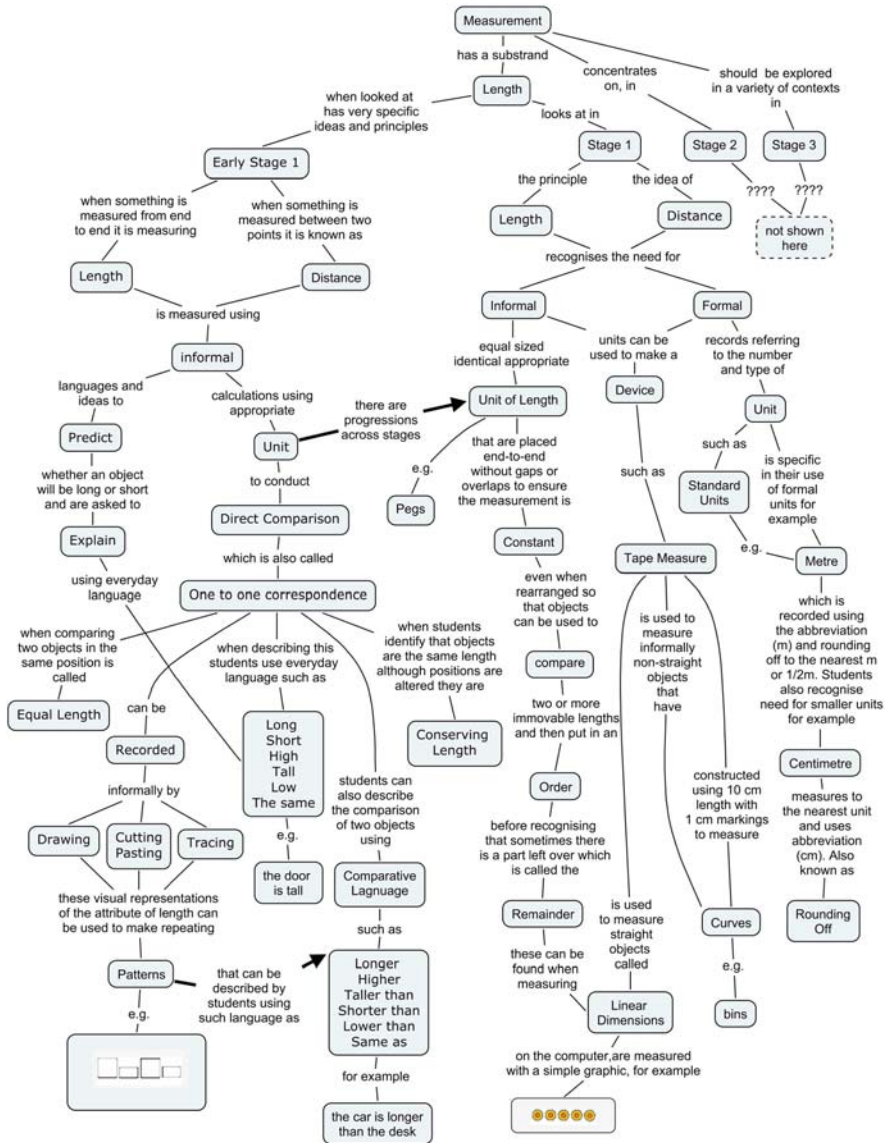 Measurement
has a substrand
concentrates
on, in
should be explored
in a variety of contexts
in
when looked at
has very specific
ideas and principles
Length
looks at in
Early Stage 1
Stage 1
Stage 2
Stage 3
when something is
measured from end
to end it is measuring
when something is
measured between two
points it is known as
the principle
the idea of
????
????
Length
Distance
not shown
here
Length
Distance
recognises the need for
is measured using
Informal
Formal
informal
equal sized
identical appropriate
units can be
used to make a
records referring
to the number
and type of
languages and
ideas to
calculations using
appropriate
there are
progressions
across stages
Unit of Length
Device
Unit
Predict
Unit
that are placed
end-to-end
without gaps or
overlaps to ensure
the measurement is
such as
is specific
in their use
of formal
units for
example
whether an object
will be long or short
and are asked to
to conduct
e.g.
such as
Standard
Units
Pegs
Direct Comparison
Explain
Constant
e.g.
which is also called
Tape Measure
Metre
using everyday
language
One to one correspondence
even when
rearranged so
that objects
can be used to
is used to
measure
informally
non-straight
objects
that
have
which is
recorded using
the abbreviation
(m) and rounding
off to the nearest m
or 1/2m. Students
also recognise
need for smaller units
for example
when comparing
two objects in the
same position is
called
when describing this
students use everyday
language such as
when students
identify that objects
are the same length
although positions are
altered they are
compare
Equal Length
can be
two or more
immovable lengths
and then put in an
Recorded
Long
Short
High
Tall
Low
The same
Conserving
Length
Centimetre
informally by
students can
also describe
the comparison
of two objects
using
Order
constructed
using 10 cm
length with
1 cm markings
to measure
measures to
the nearest unit
and uses
abbreviation
(cm). Also
known as
Drawing
Cutting
Pasting
Tracing
e.g.
before recognising
that sometimes there
is a part left over which
is called the
the door
is tall
Comparative
Lagnuage
these visual representations
of the attribute of length can
be used to make repeating
Remainder
is used
to measure
straight
objects
called
Curves
Rounding
Off
such as
these can be
found when
measuring
Patterns
that can be
described by
students using
such language as
Longer
Higher
Taller than
Shorter than
Lower than
Same as
e.g.
e.g.
Linear
Dimensions
bins
on the computer,are measured
with a simple graphic, for example
for example
the car is longer
than the desk